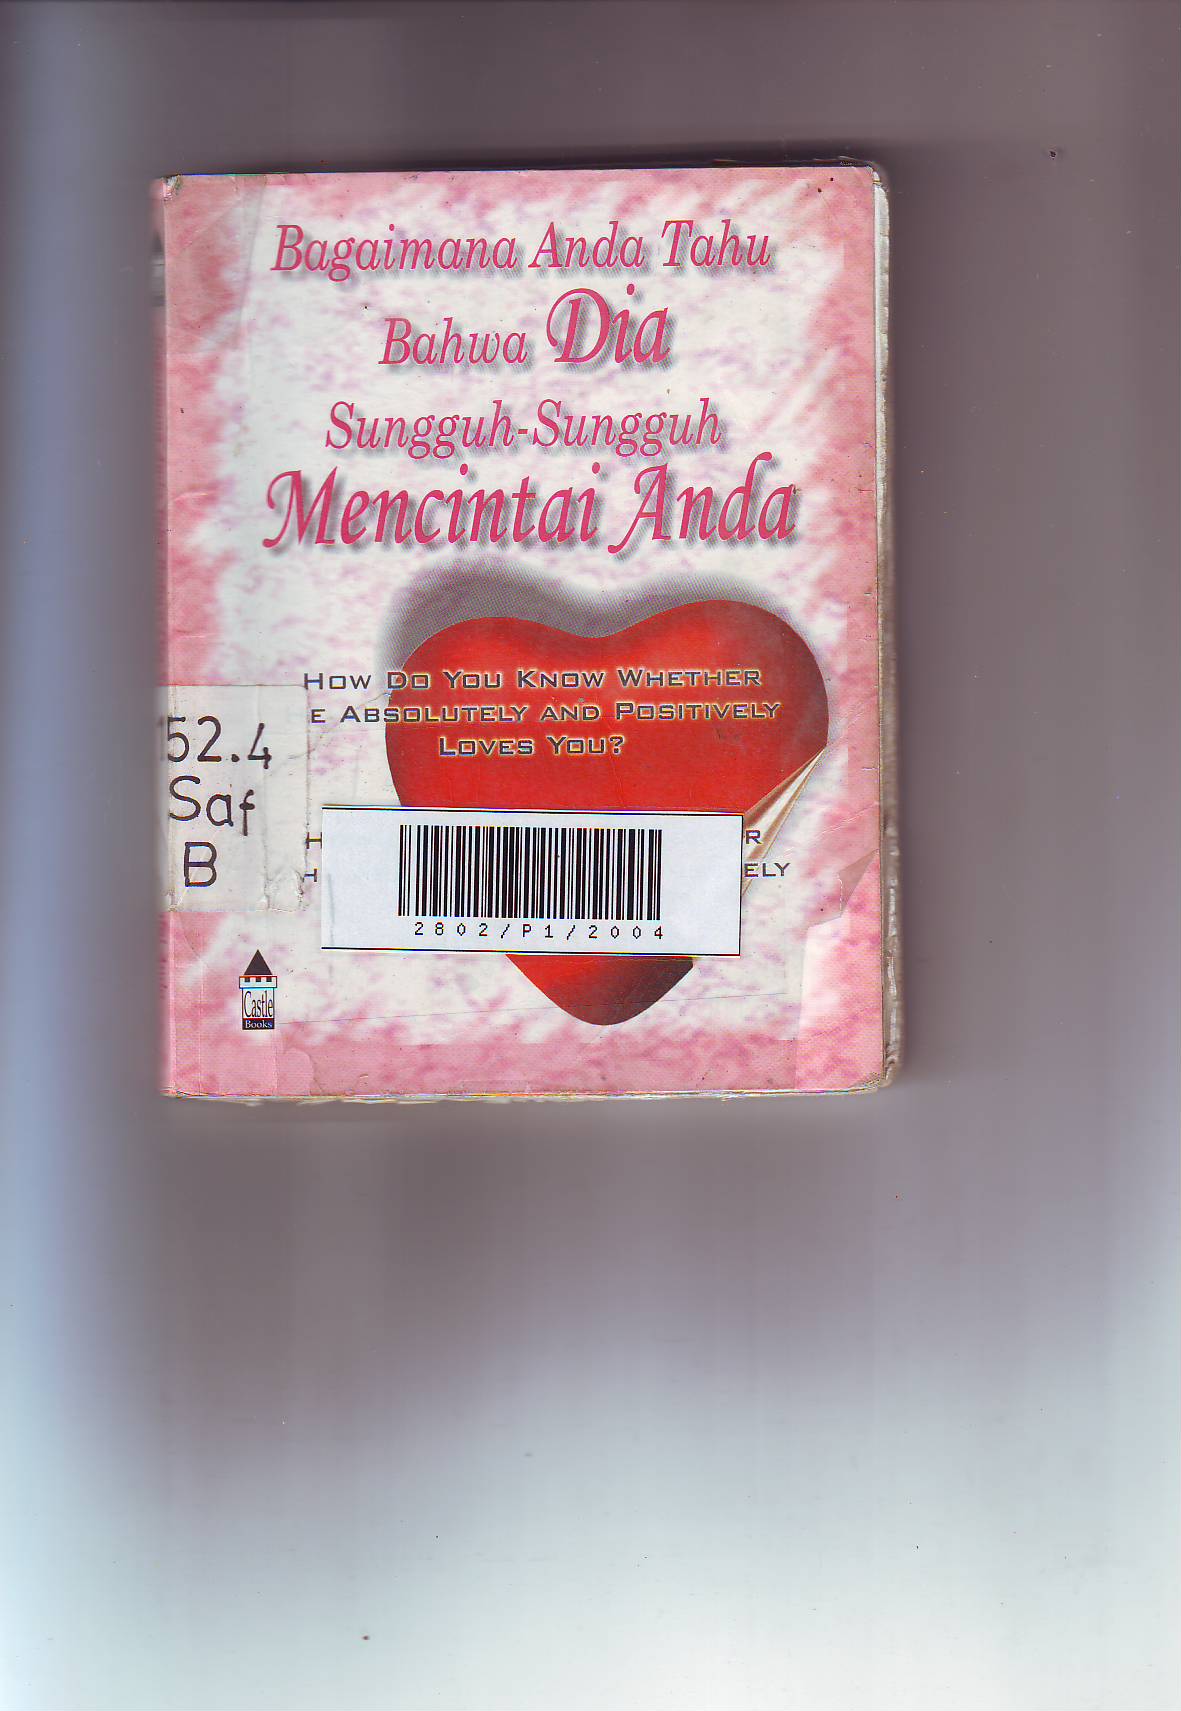 Bagaimana Anda Tahu
Bahwa Dia
Sungguh-Sungguh
Mencintai Anda
HOW DO YOU KNOW WHETHER
E ABSOLUTELY AND POSITIVELY
LOVES YOU?
52.4
Saf
B
H R
H ELY
2802/P1/2004
Castle
Books